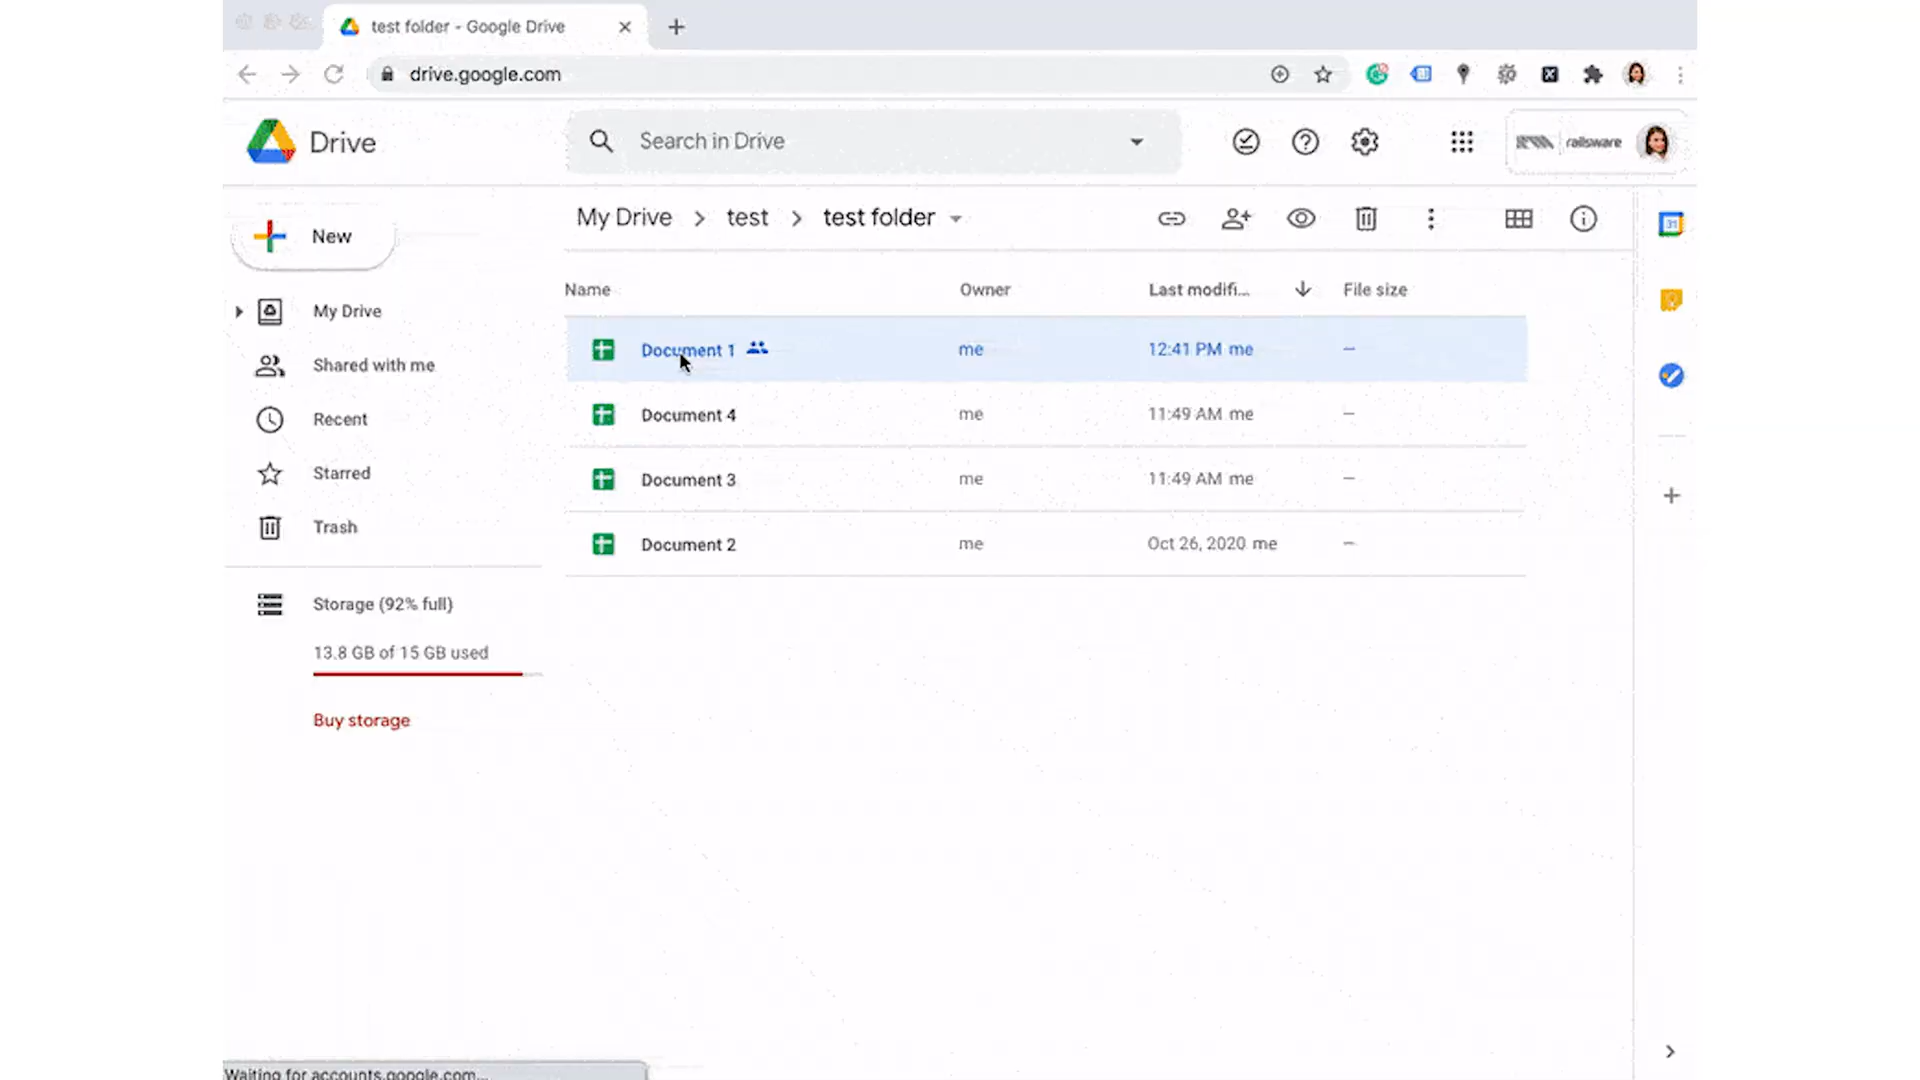 test folder - Google Drive
drive.google.com
Drive
Search in Drive
railsware
New
My Drive
Shared with me
Recent
Starred
Trash
Storage (92% full)
13.8 GB of 15 GB used
Buy storage
My Drive > test > test folder
Name Owner Last modifi... File size
Document 1 me 12:41 PM me –
Document 4 me 11:49 AM me –
Document 3 me 11:49 AM me –
Document 2 me Oct 26, 2020 me –
31
Waiting for accounts.google.com...